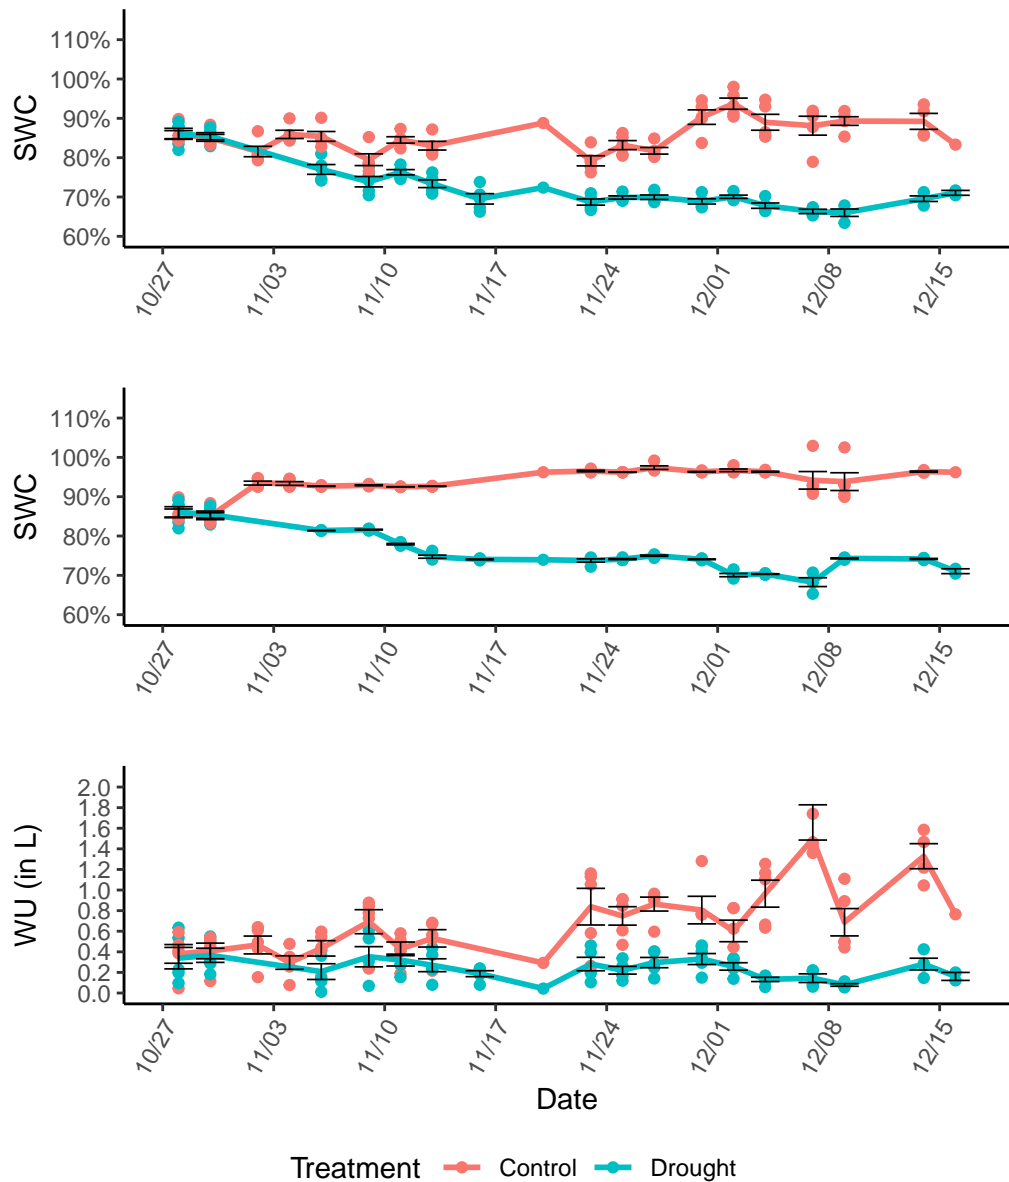 SWC
110%
100%
90%
80%
70%
60%
10/27 11/03 11/10 11/17 11/24 12/01 12/08 12/15
SWC
110%
100%
90%
80%
70%
60%
10/27 11/03 11/10 11/17 11/24 12/01 12/08 12/15
WU (in L)
2.0
1.8
1.6
1.4
1.2
1.0
0.8
0.6
0.4
0.2
0.0
10/27 11/03 11/10 11/17 11/24 12/01 12/08 12/15
Date
Treatment Control Drought